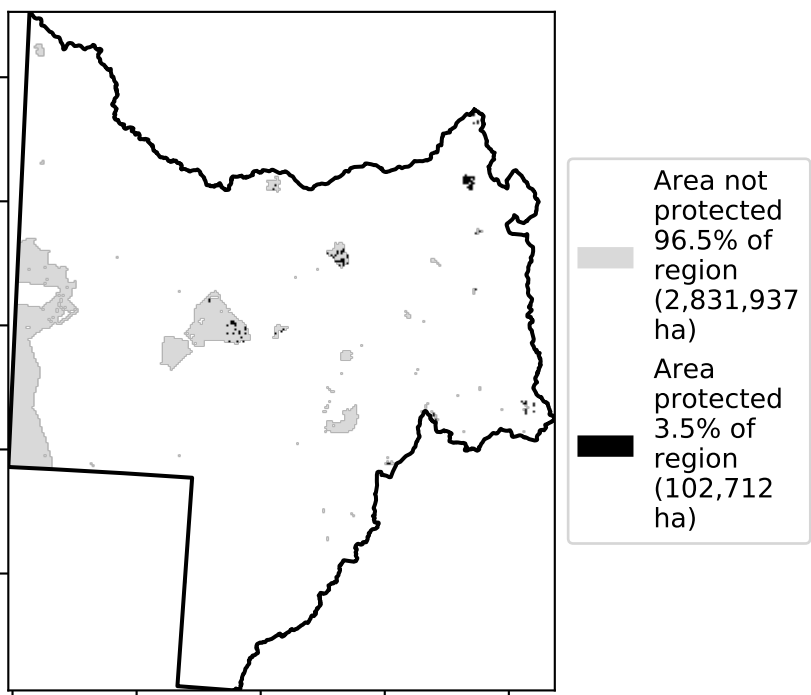 Area not
protected
96.5% of
region
(2,831,937
ha)
Area
protected
3.5% of
region
(102,712
ha)